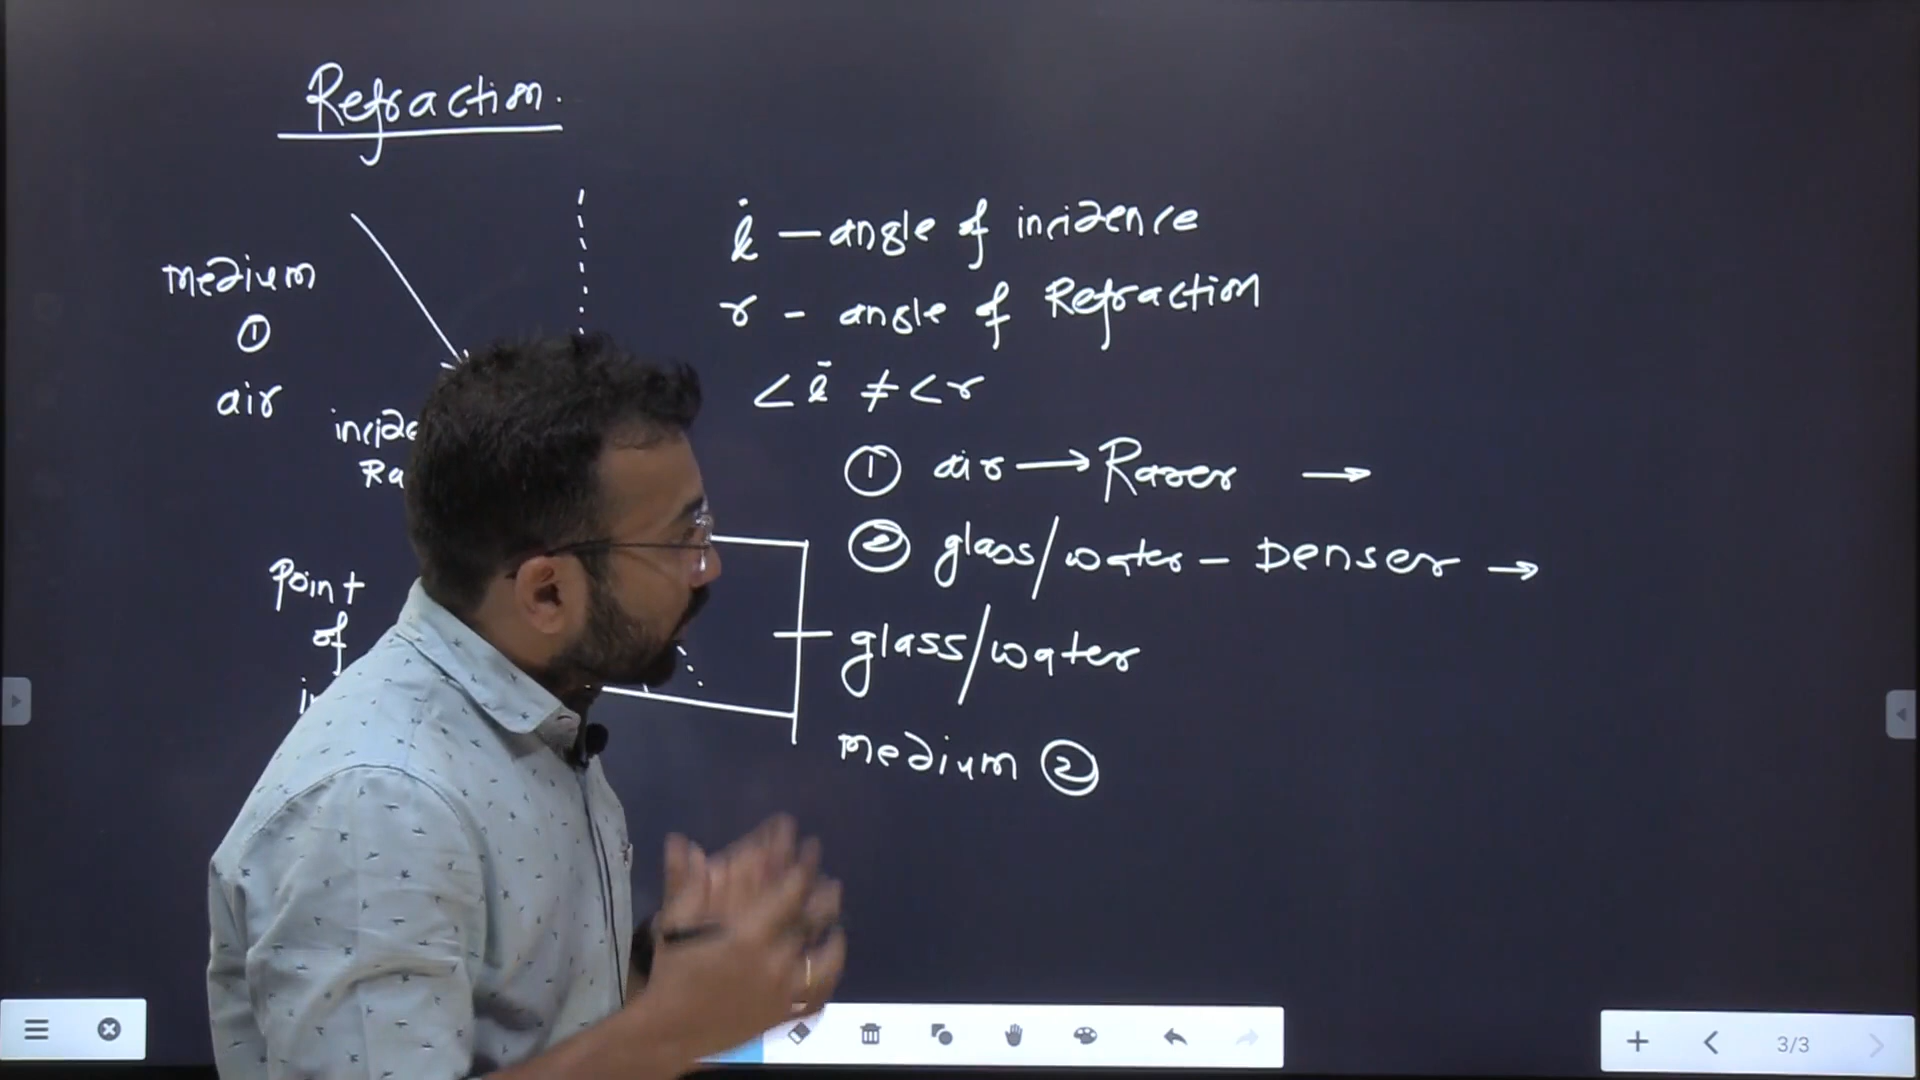 Refraction.
medium
①
air
Point
of
i - angle of incidence
r - angle of Refraction
<i ≠ <r
① air → Rarer →
② glass/water - Denser →
glass/water
medium ②
3/3